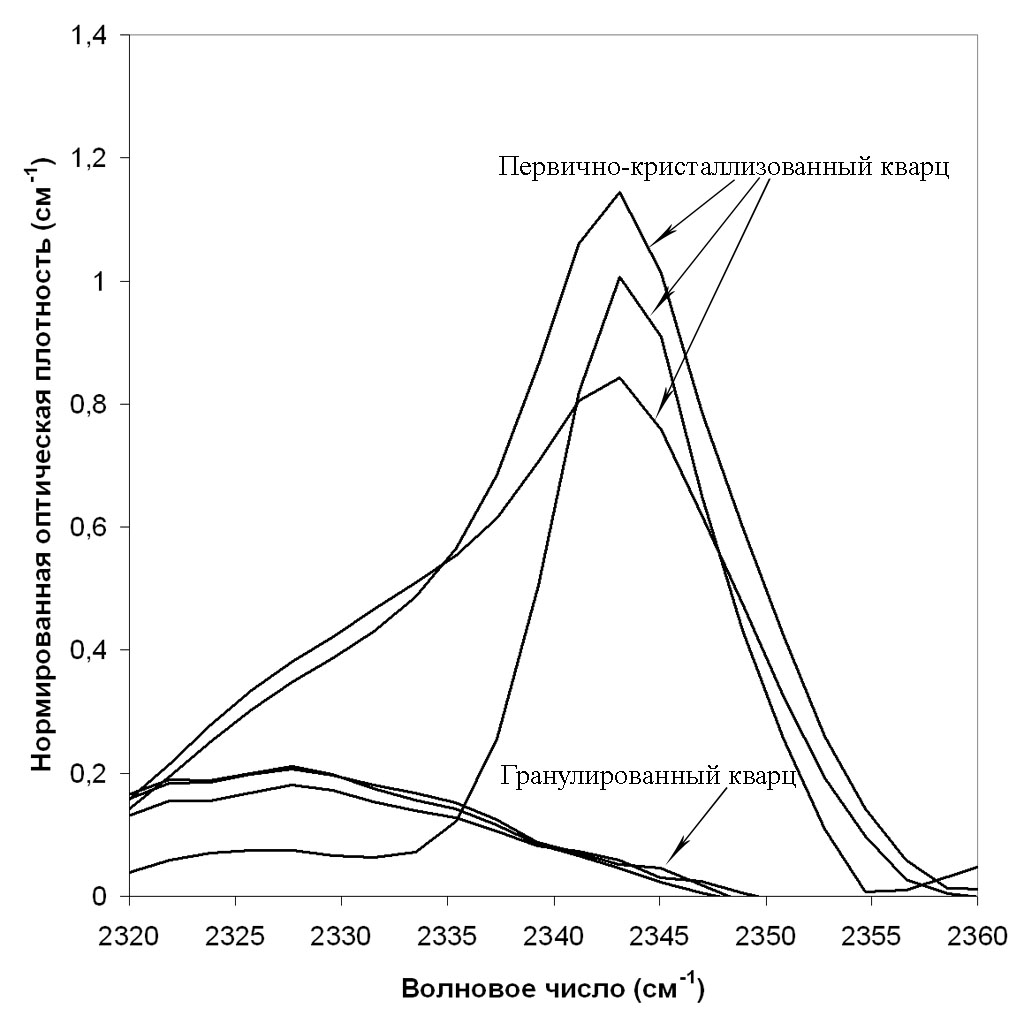 Нормированная оптическая плотность (см-1)
1,4
1,2
1
0,8
0,6
0,4
0,2
0
Первично-кристаллизованный кварц
Гранулированный кварц
2320 2325 2330 2335 2340 2345 2350 2355 2360
Волновое число (см-1)